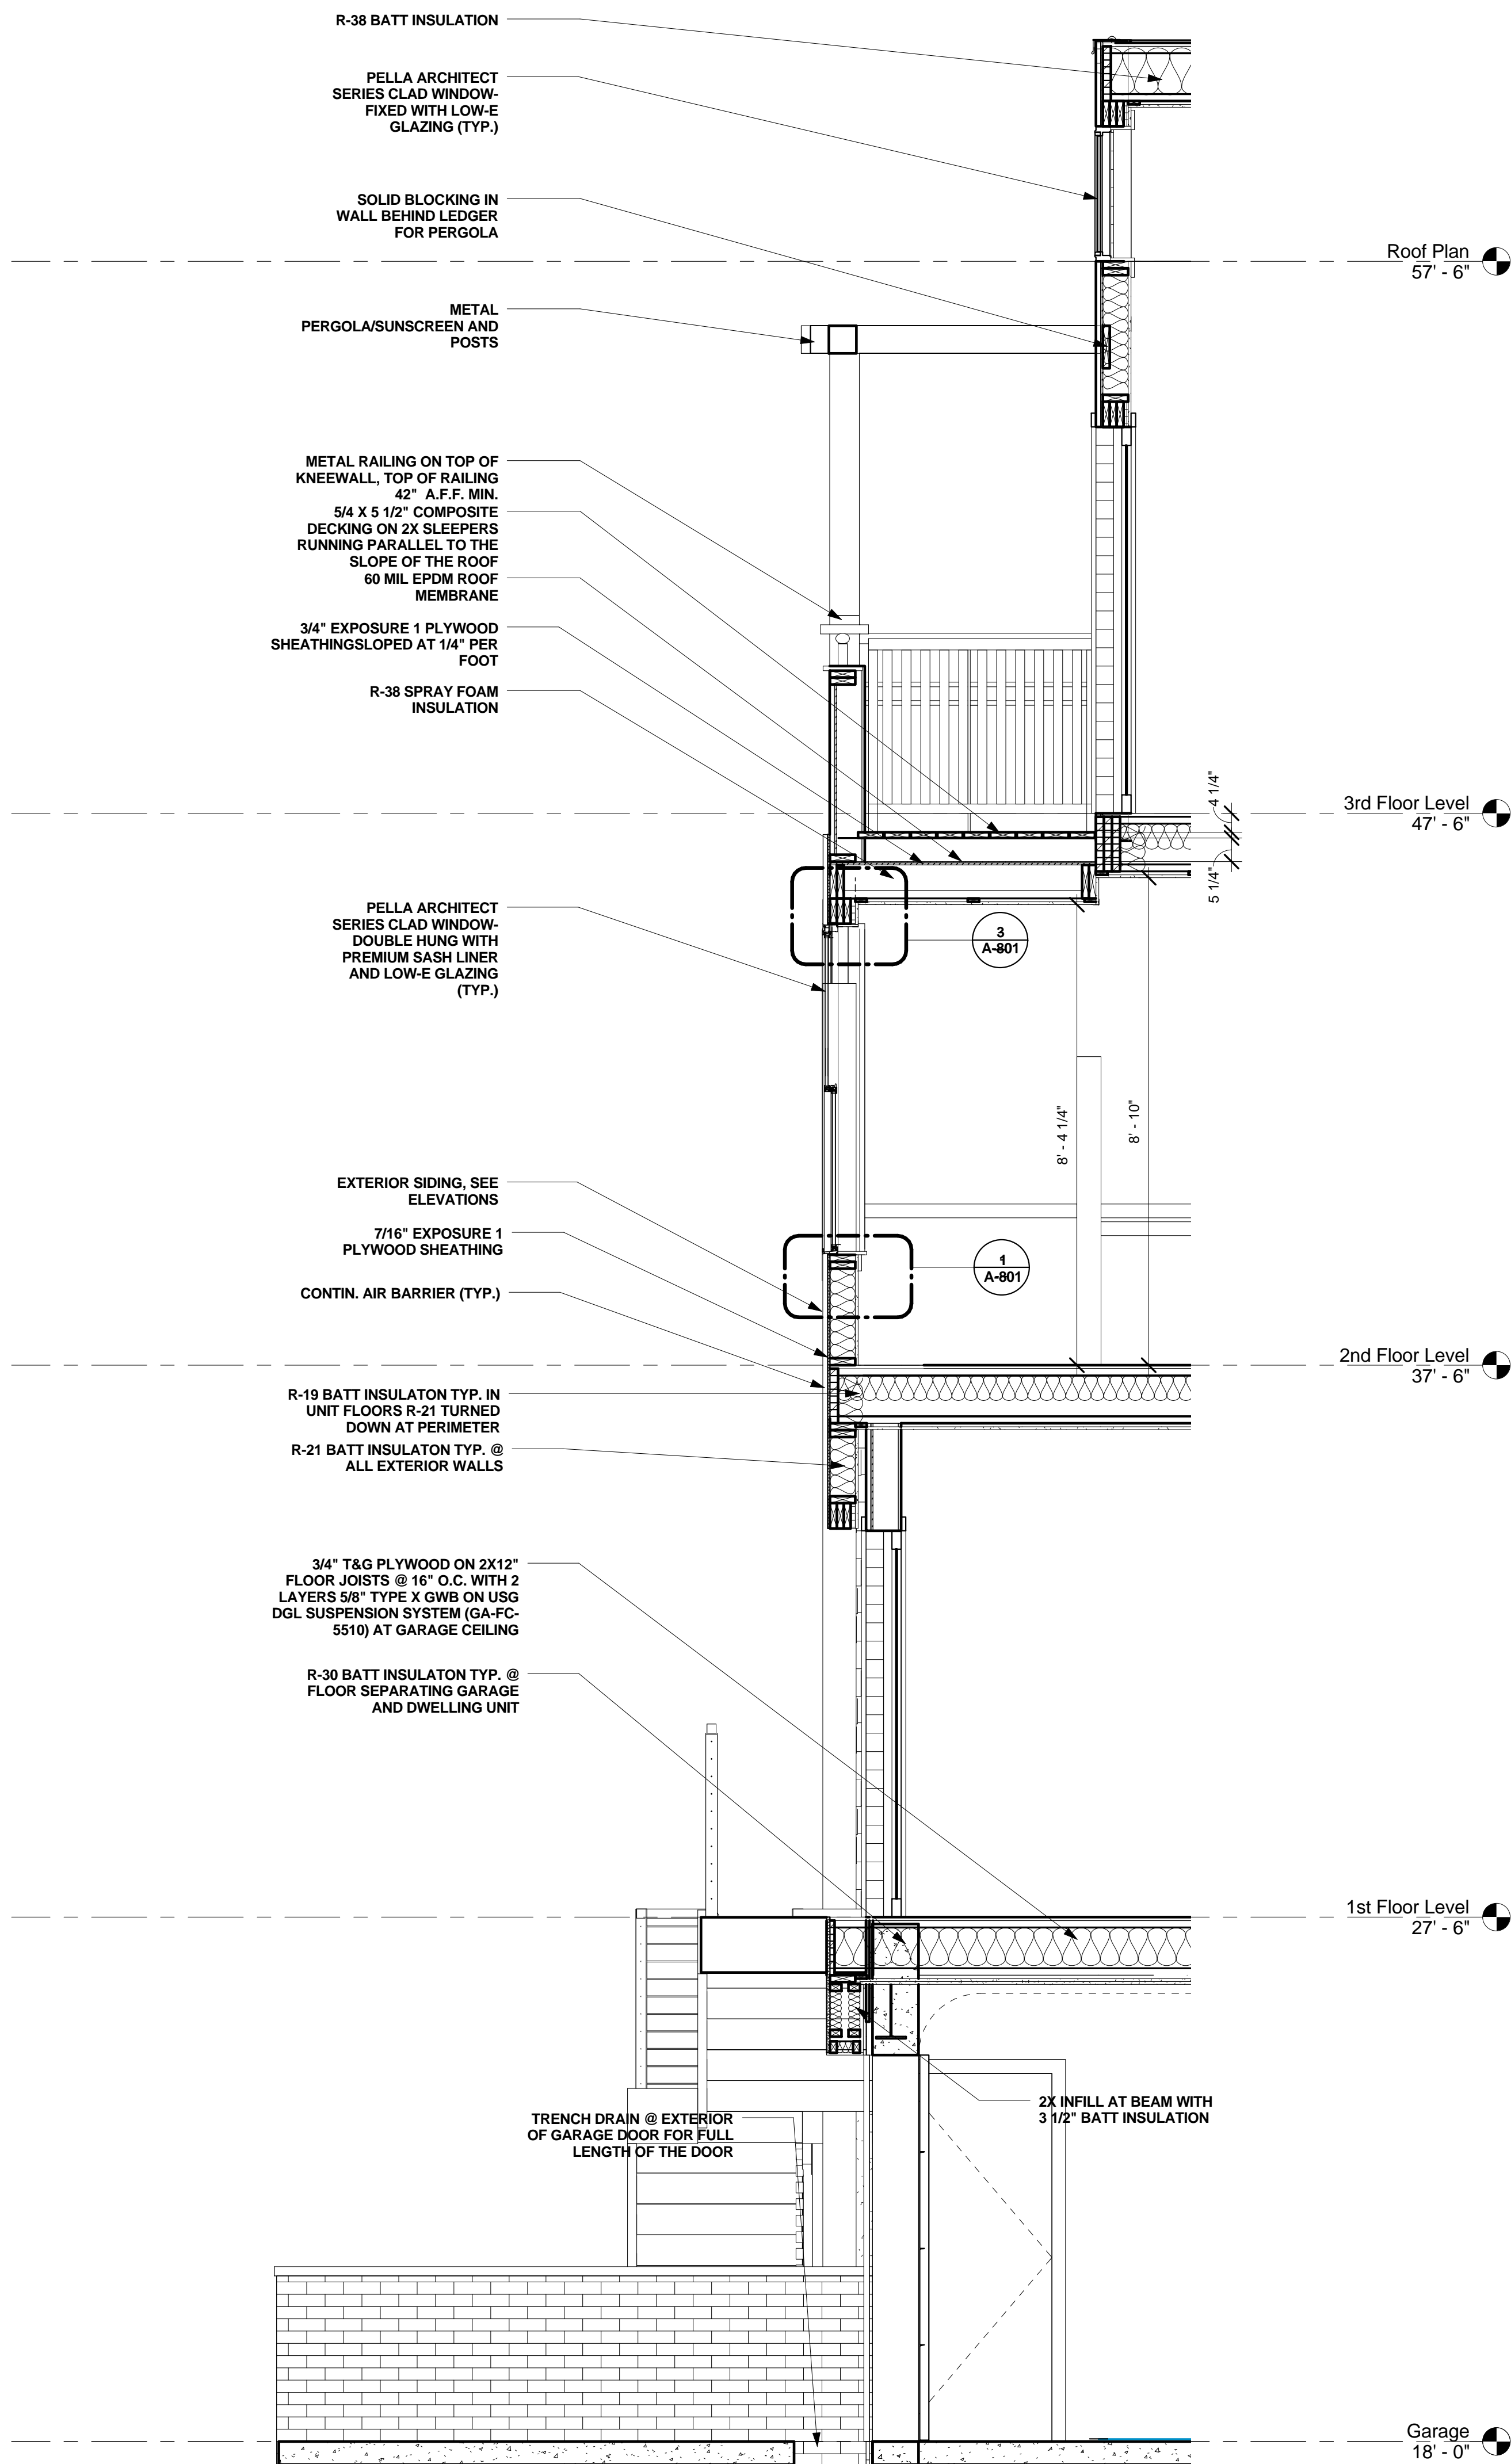 R-38 BATT INSULATION
PELLA ARCHITECT
SERIES CLAD WINDOW-
FIXED WITH LOW-E
GLAZING (TYP.)
SOLID BLOCKING IN
WALL BEHIND LEDGER
FOR PERGOLA
Roof Plan
57' - 6"
METAL
PERGOLA/SUNSCREEN AND
POSTS
METAL RAILING ON TOP OF
KNEEWALL, TOP OF RAILING
42" A.F.F. MIN.
5/4 X 5 1/2" COMPOSITE
DECKING ON 2X SLEEPERS
RUNNING PARALLEL TO THE
SLOPE OF THE ROOF
60 MIL EPDM ROOF
MEMBRANE
3/4" EXPOSURE 1 PLYWOOD
SHEATHINGSLOPED AT 1/4" PER
FOOT
R-38 SPRAY FOAM
INSULATION
4 1/4"
3rd Floor Level
47' - 6"
5 1/4"
PELLA ARCHITECT
SERIES CLAD WINDOW-
DOUBLE HUNG WITH
PREMIUM SASH LINER
AND LOW-E GLAZING
(TYP.)
3
A-801
8' - 4 1/4"
8' - 10"
EXTERIOR SIDING, SEE
ELEVATIONS
7/16" EXPOSURE 1
PLYWOOD SHEATHING
CONTIN. AIR BARRIER (TYP.)
1
A-801
2nd Floor Level
37' - 6"
R-19 BATT INSULATON TYP. IN
UNIT FLOORS R-21 TURNED
DOWN AT PERIMETER
R-21 BATT INSULATON TYP. @
ALL EXTERIOR WALLS
3/4" T&G PLYWOOD ON 2X12"
FLOOR JOISTS @ 16" O.C. WITH 2
LAYERS 5/8" TYPE X GWB ON USG
DGL SUSPENSION SYSTEM (GA-FC-
5510) AT GARAGE CEILING
R-30 BATT INSULATON TYP. @
FLOOR SEPARATING GARAGE
AND DWELLING UNIT
1st Floor Level
27' - 6"
2X INFILL AT BEAM WITH
3 1/2" BATT INSULATION
TRENCH DRAIN @ EXTERIOR
OF GARAGE DOOR FOR FULL
LENGTH OF THE DOOR
Garage
18' - 0"